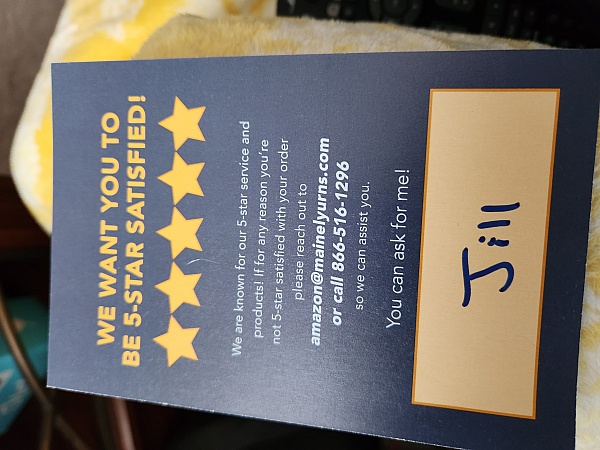 WE WANT YOU TO
BE 5-STAR SATISFIED!
We are known for our 5-star service and
products! If for any reason you're
not 5-star satisfied with your order
please reach out to
amazon@mainelyurns.com
or call 866-516-1296
so we can assist you.
You can ask for me!
Jill